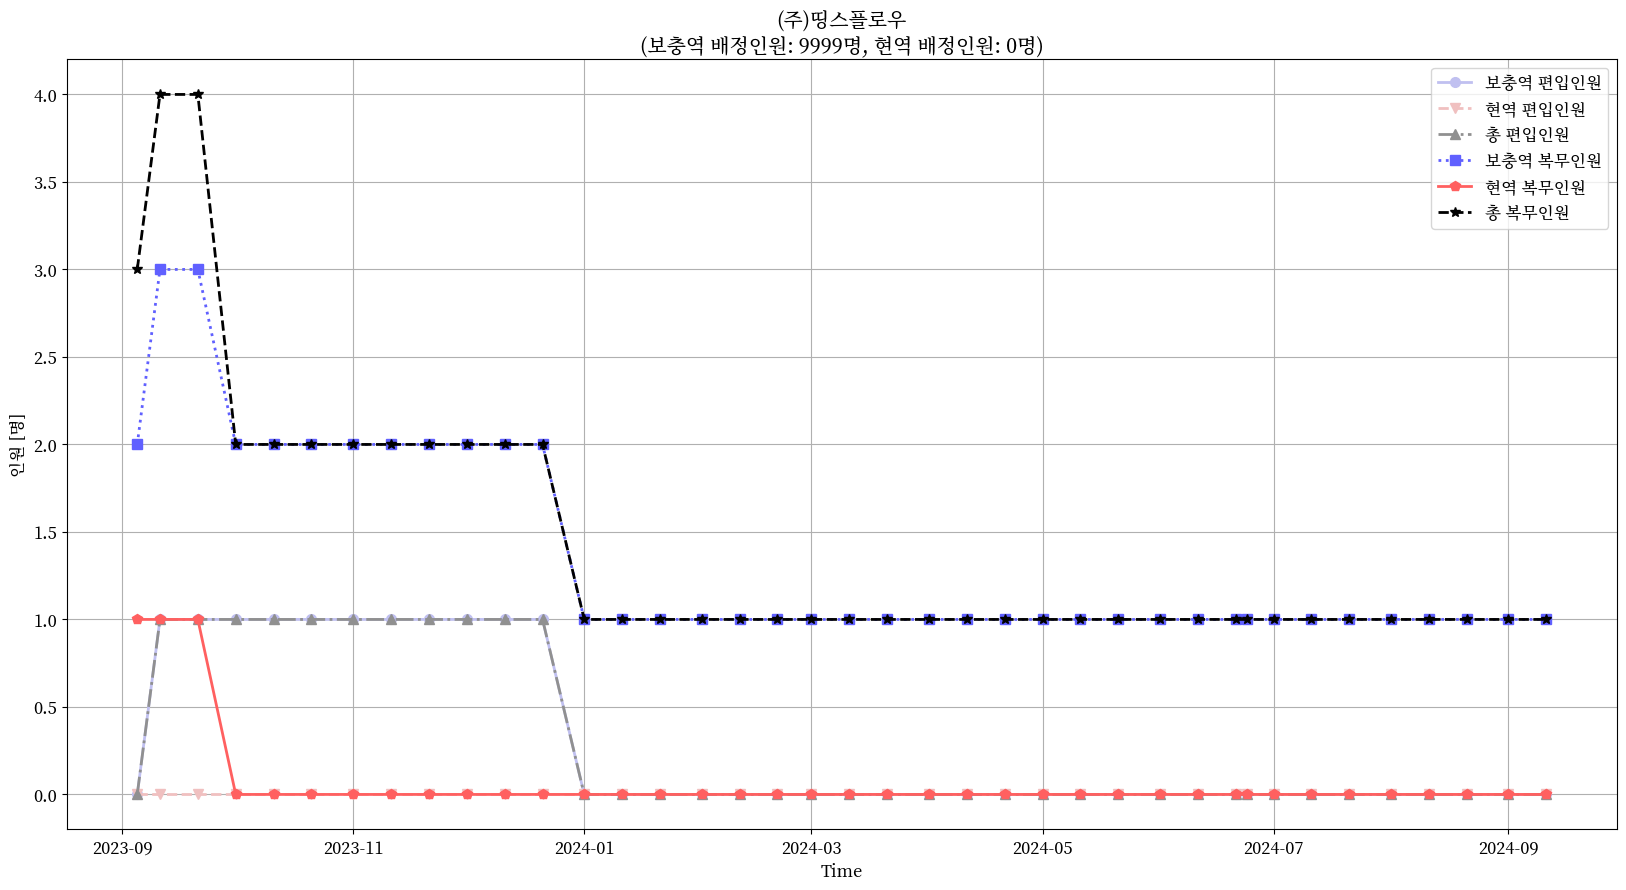 (주)띵스플로우
(보충역 배정인원: 9999명, 현역 배정인원: 0명)
보충역 편입인원
현역 편입인원
총 편입인원
보충역 복무인원
현역 복무인원
총 복무인원
4.0
3.5
3.0
2.5
2.0
1.5
1.0
0.5
0.0
인원 [명]
2023-09 2023-11 2024-01 2024-03 2024-05 2024-07 2024-09
Time